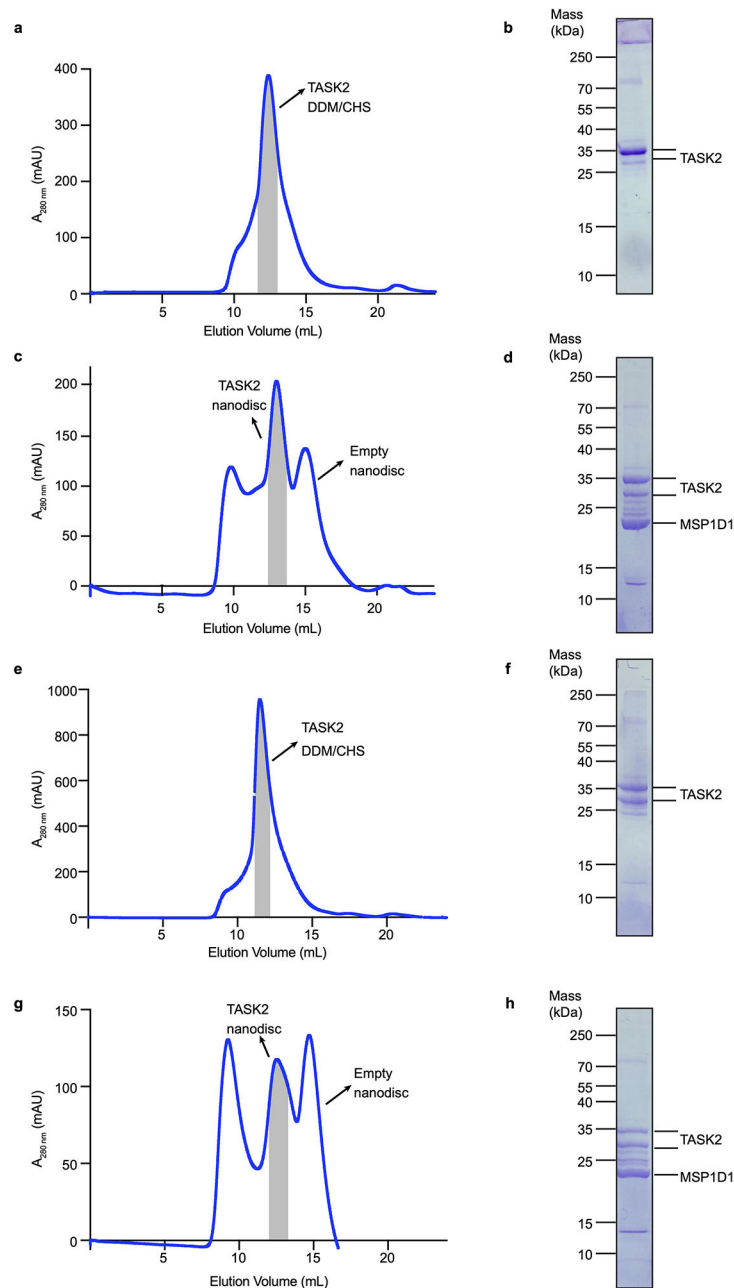 a
400
300
200
100
0
A280 nm (mAU)
5
10
15
20
Elution Volume (mL)
TASK2
DDM/CHS
b
Mass
(kDa)
250
70
55
40
35
25
15
10
TASK2
c
200
150
100
50
0
A280 nm (mAU)
5
10
15
20
Elution Volume (mL)
TASK2
nanodisc
Empty
nanodisc
d
Mass
(kDa)
250
70
55
40
35
25
15
10
TASK2
MSP1D1
e
1000
800
600
400
200
0
A280 nm (mAU)
5
10
15
20
Elution Volume (mL)
TASK2
DDM/CHS
f
Mass
(kDa)
250
70
55
40
35
25
15
10
TASK2
g
150
100
50
0
A280 nm (mAU)
5
10
15
20
Elution Volume (mL)
TASK2
nanodisc
Empty
nanodisc
h
Mass
(kDa)
250
70
55
40
35
25
15
10
TASK2
MSP1D1